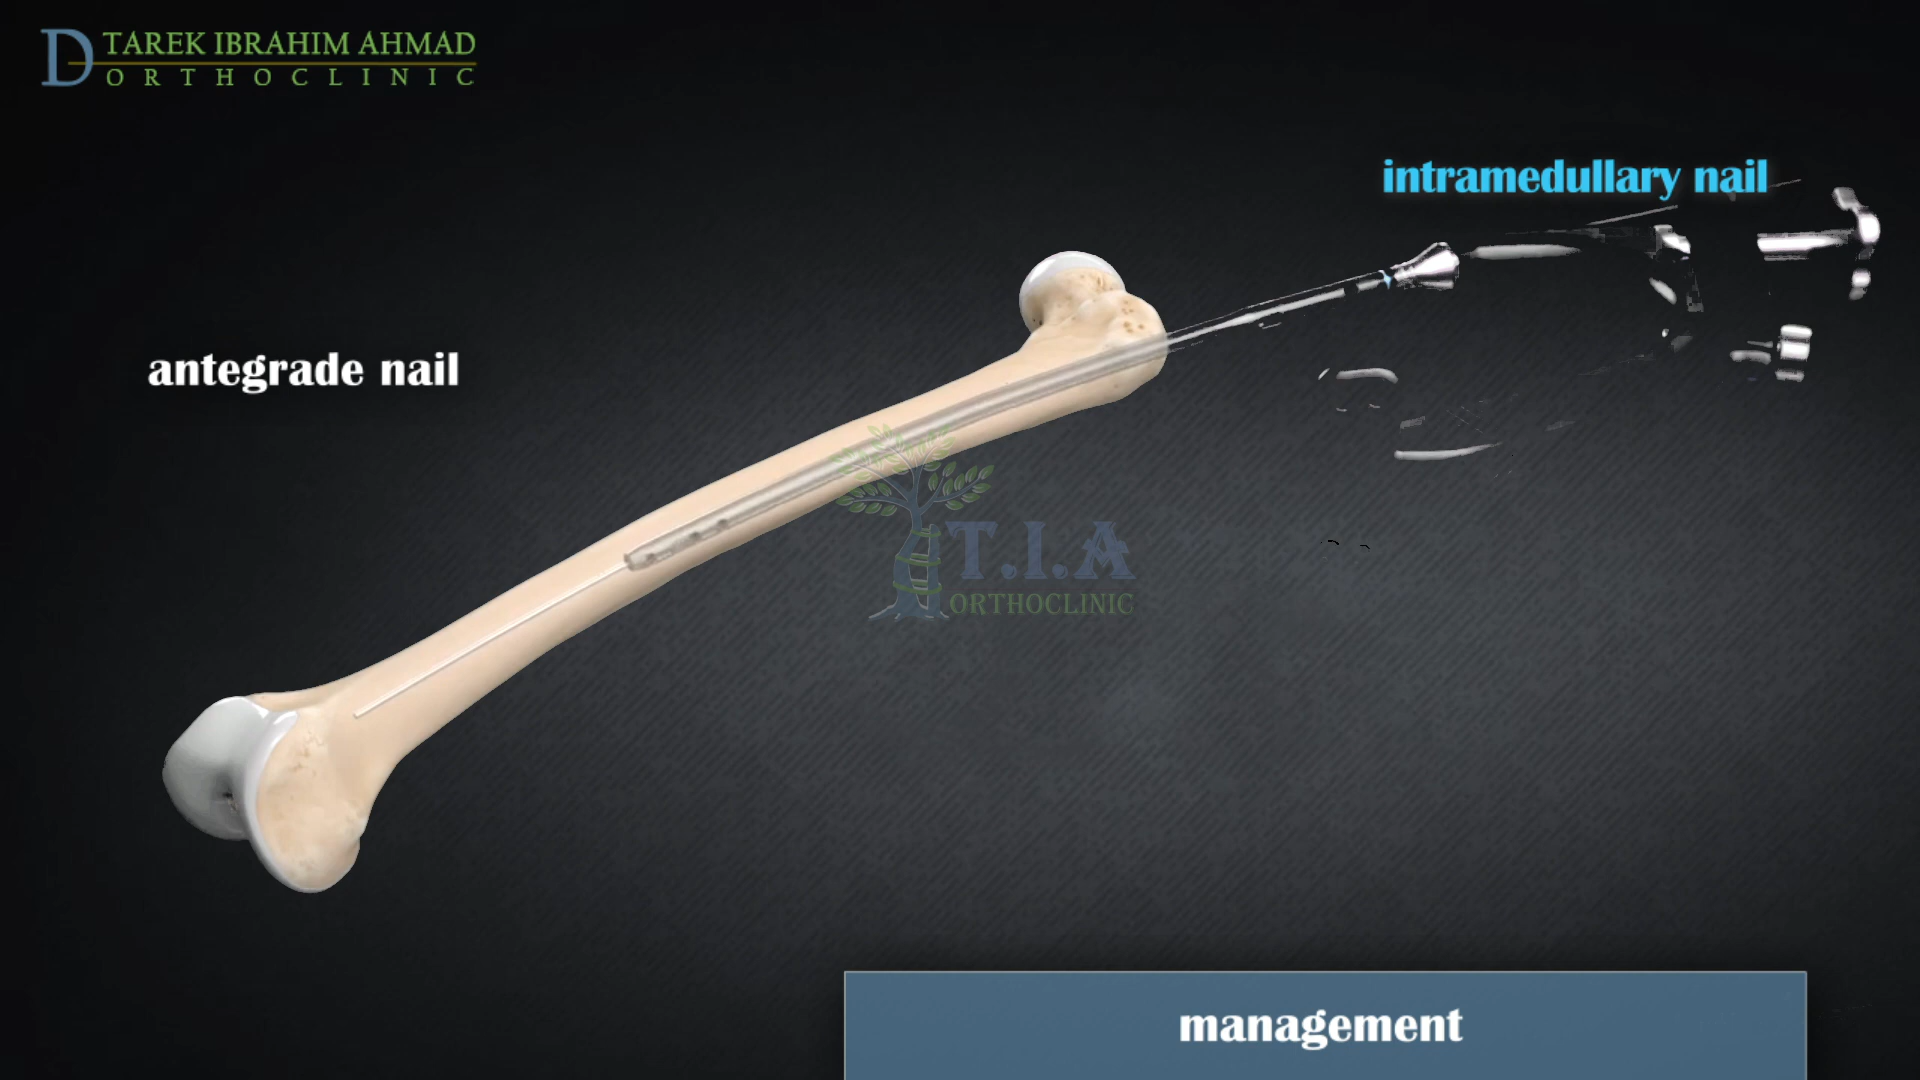 D TAREK IBRAHIM AHMAD
ORTHOCLINIC
intramedullary nail
antegrade nail
T.I.A
ORTHOCLINIC
management